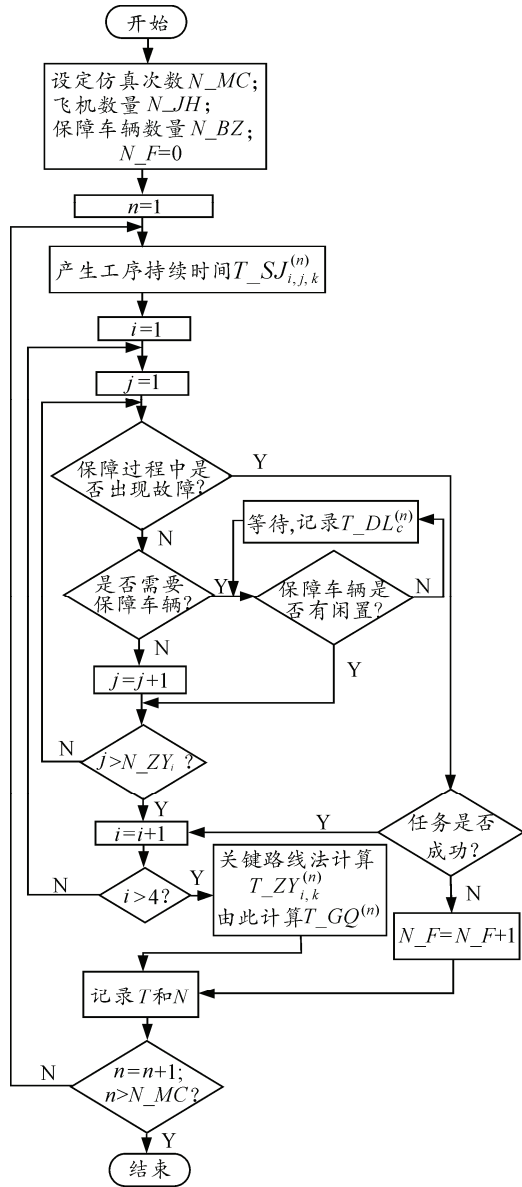 开始
设定仿真次数N_MC;
飞机数量N_JH;
保障车辆数量N_BZ;
N_F=0
n=1
产生工序持续时间T_SJ_{i,j,k}^{(n)}
i=1
j=1
保障过程中是
否出现故障?
Y
N
等待,记录T_DL_c^{(n)}
是否需要
保障车辆?
Y
保障车辆是
否有闲置?
N
N
Y
j=j+1
j>N_ZY_i?
N
Y
i=i+1
Y
任务是否
成功?
i>4?
N
Y
关键路线法计算
T_ZY_{i,k}^{(n)}
由此计算T_GQ^{(n)}
N
N_F=N_F+1
记录T和N
n=n+1;
n>N_MC?
N
Y
结束